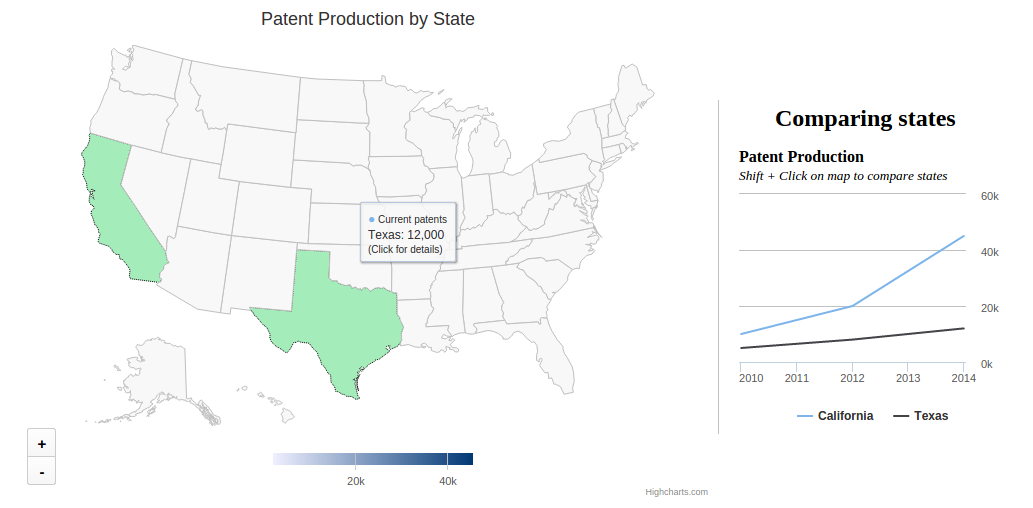 Patent Production by State
Current patents
Texas: 12,000
(Click for details)
+
-
20k
40k
Comparing states
Patent Production
Shift + Click on map to compare states
60k
40k
20k
0k
2010
2011
2012
2013
2014
California
Texas
Highcharts.com